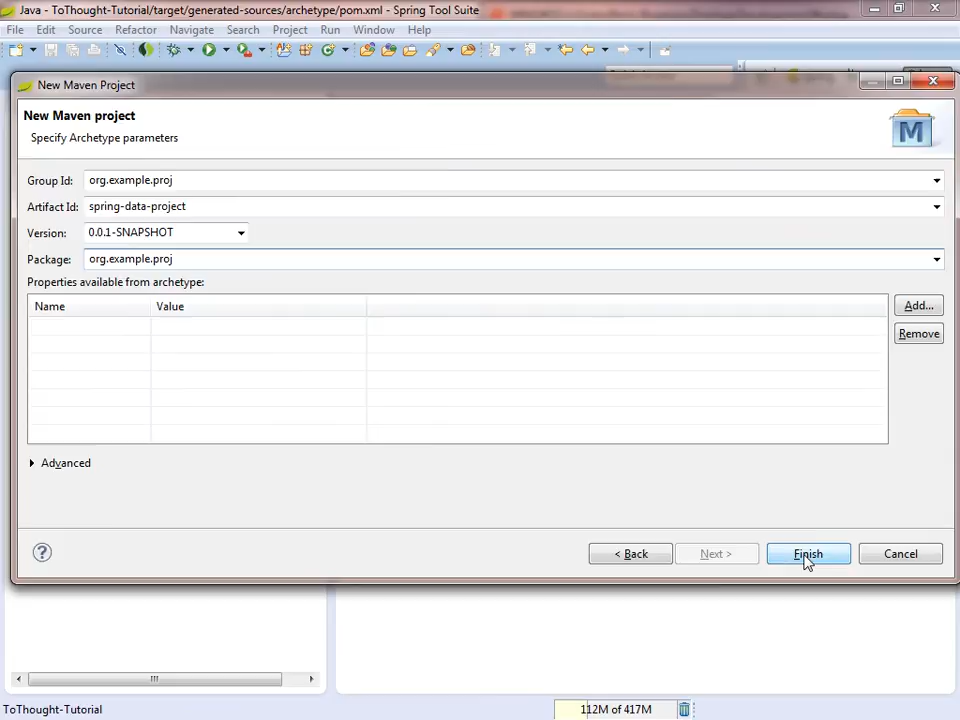 Java - ToThought-Tutorial/target/generated-sources/archetype/pom.xml - Spring Tool Suite
File Edit Source Refactor Navigate Search Project Run Window Help
New Maven Project
New Maven project
Specify Archetype parameters
M
Group Id: org.example.proj
Artifact Id: spring-data-project
Version: 0.0.1-SNAPSHOT
Package: org.example.proj
Properties available from archetype:
Name Value
Add...
Remove
Advanced
? < Back Next > Finish Cancel
ToThought-Tutorial 112M of 417M